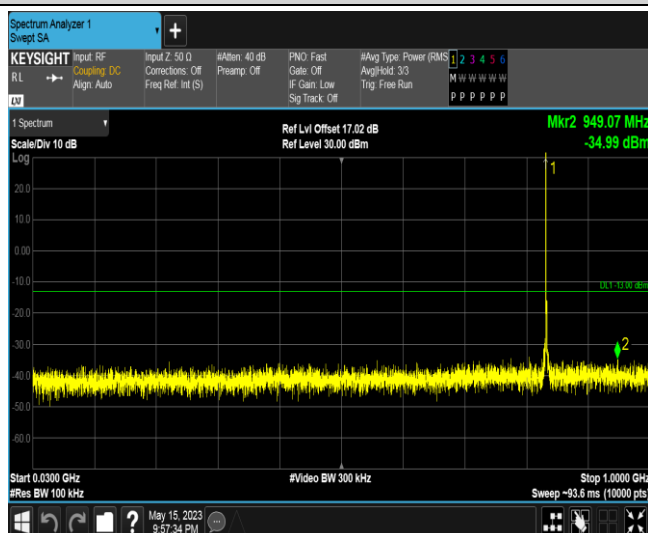 Spectrum Analyzer 1
Swept SA
+
KEYSIGHT
RL
LXI
Input: RF
Coupling: DC
Align: Auto
Input Z: 50 Ω
Corrections: Off
Freq Ref: Int (S)
#Atten: 40 dB
Preamp: Off
PNO: Fast
Gate: Off
IF Gain: Low
Sig Track: Off
#Avg Type: Power (RMS
Avg|Hold: 3/3
Trig: Free Run
1 2 3 4 5 6
M W W W W W
P P P P P P
1 Spectrum
Scale/Div 10 dB
Log
Ref Lvl Offset 17.02 dB
Ref Level 30.00 dBm
Mkr2 949.07 MHz
-34.99 dBm
1
20.0
10.0
0.00
-10.0
DL1 -13.00 dBm
-20.0
-30.0
2
-40.0
-50.0
-60.0
Start 0.0300 GHz
#Res BW 100 kHz
#Video BW 300 kHz
Stop 1.0000 GHz
Sweep ~93.6 ms (10000 pts)
?
May 15, 2023
9:57:34 PM